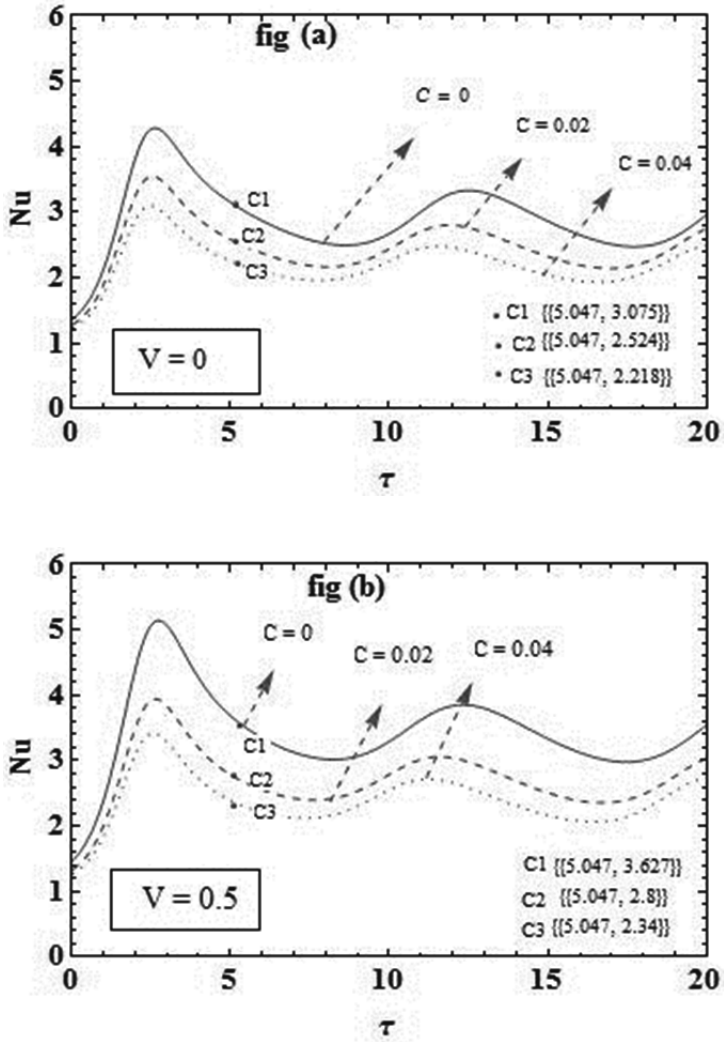 fig (a)
6
5
4
3
2
1
0
Nu
C = 0
C = 0.02
C = 0.04
C1
C2
C3
C1 {{5.047, 3.075}}
C2 {{5.047, 2.524}}
C3 {{5.047, 2.218}}
V = 0
0 5 10 15 20
τ
fig (b)
6
5
4
3
2
1
0
Nu
C = 0
C = 0.02
C = 0.04
C1
C2
C3
C1 {{5.047, 3.627}}
C2 {{5.047, 2.8}}
C3 {{5.047, 2.34}}
V = 0.5
0 5 10 15 20
τ